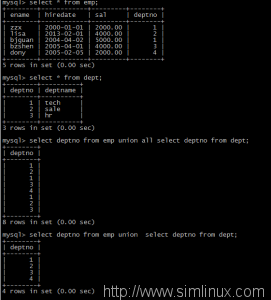 mysql> select * from emp;
+--------+------------+---------+--------+
| ename | hiredate | sal | deptno |
+--------+------------+---------+--------+
| zzx | 2000-01-01 | 2000.00 | 1 |
| lisa | 2013-02-01 | 4000.00 | 2 |
| bjguan | 2004-04-02 | 5000.00 | 1 |
| bzshen | 2005-04-01 | 4000.00 | 3 |
| dony | 2005-02-05 | 2000.00 | 4 |
+--------+------------+---------+--------+
5 rows in set (0.00 sec)
mysql> select * from dept;
+--------+----------+
| deptno | deptname |
+--------+----------+
| 1 | tech |
| 2 | sale |
| 3 | hr |
+--------+----------+
3 rows in set (0.00 sec)
mysql> select deptno from emp union all select deptno from dept;
+--------+
| deptno |
+--------+
| 1 |
| 2 |
| 1 |
| 3 |
| 4 |
| 1 |
| 2 |
| 3 |
+--------+
8 rows in set (0.00 sec)
mysql> select deptno from emp union select deptno from dept;
+--------+
| deptno |
+--------+
| 1 |
| 2 |
| 3 |
| 4 |
+--------+
4 rows in set (0.00 sec)
http://www.simlinux.com